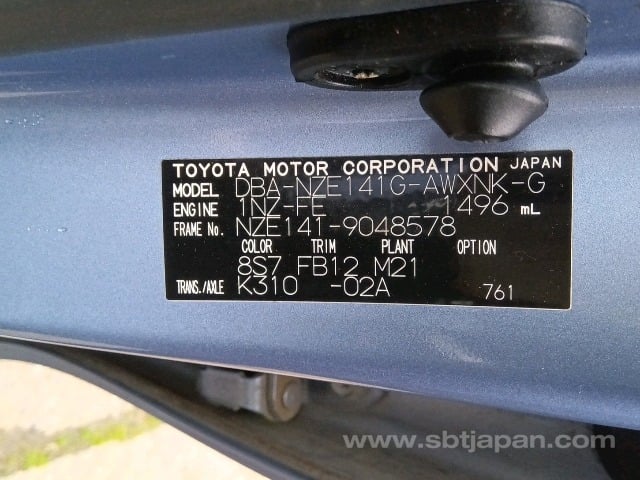 TOYOTA MOTOR CORPORATION JAPAN
MODEL DBA-NZE141G-AWXNK-G
ENGINE 1NZ-FE 1496 mL
FRAME No. NZE141-9048578
COLOR TRIM PLANT OPTION
8S7 FB12 M21
TRANS./AXLE K310 -02A 761
www.sbtjapan.com